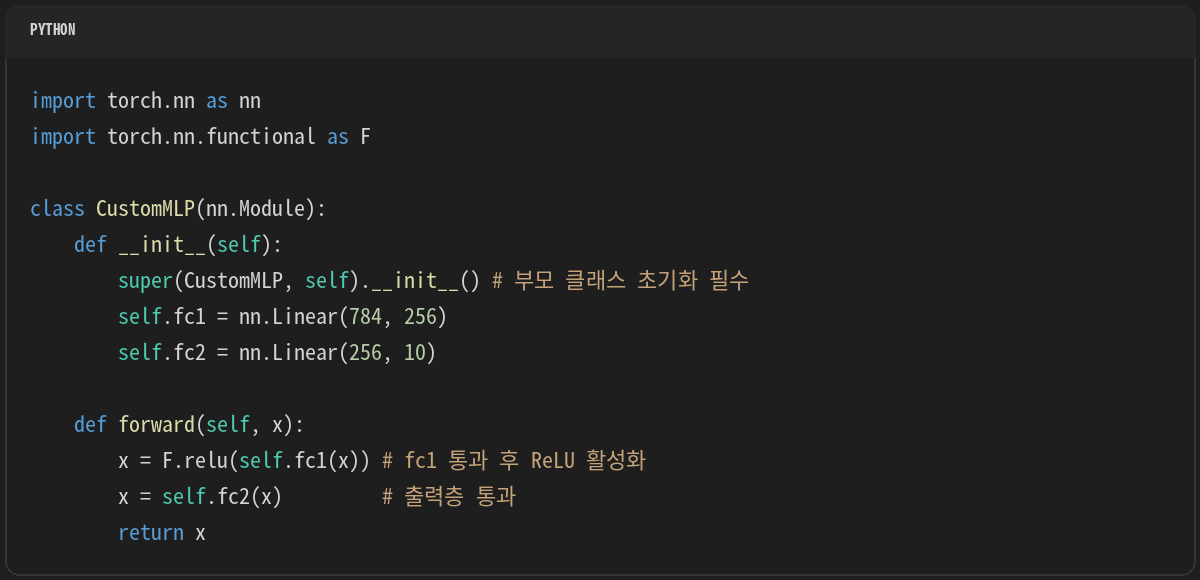 PYTHON
import torch.nn as nn
import torch.nn.functional as F
class CustomMLP(nn.Module):
    def __init__(self):
        super(CustomMLP, self).__init__() # 부모 클래스 초기화 필수
        self.fc1 = nn.Linear(784, 256)
        self.fc2 = nn.Linear(256, 10)
    def forward(self, x):
        x = F.relu(self.fc1(x)) # fc1 통과 후 ReLU 활성화
        x = self.fc2(x)         # 출력층 통과
        return x